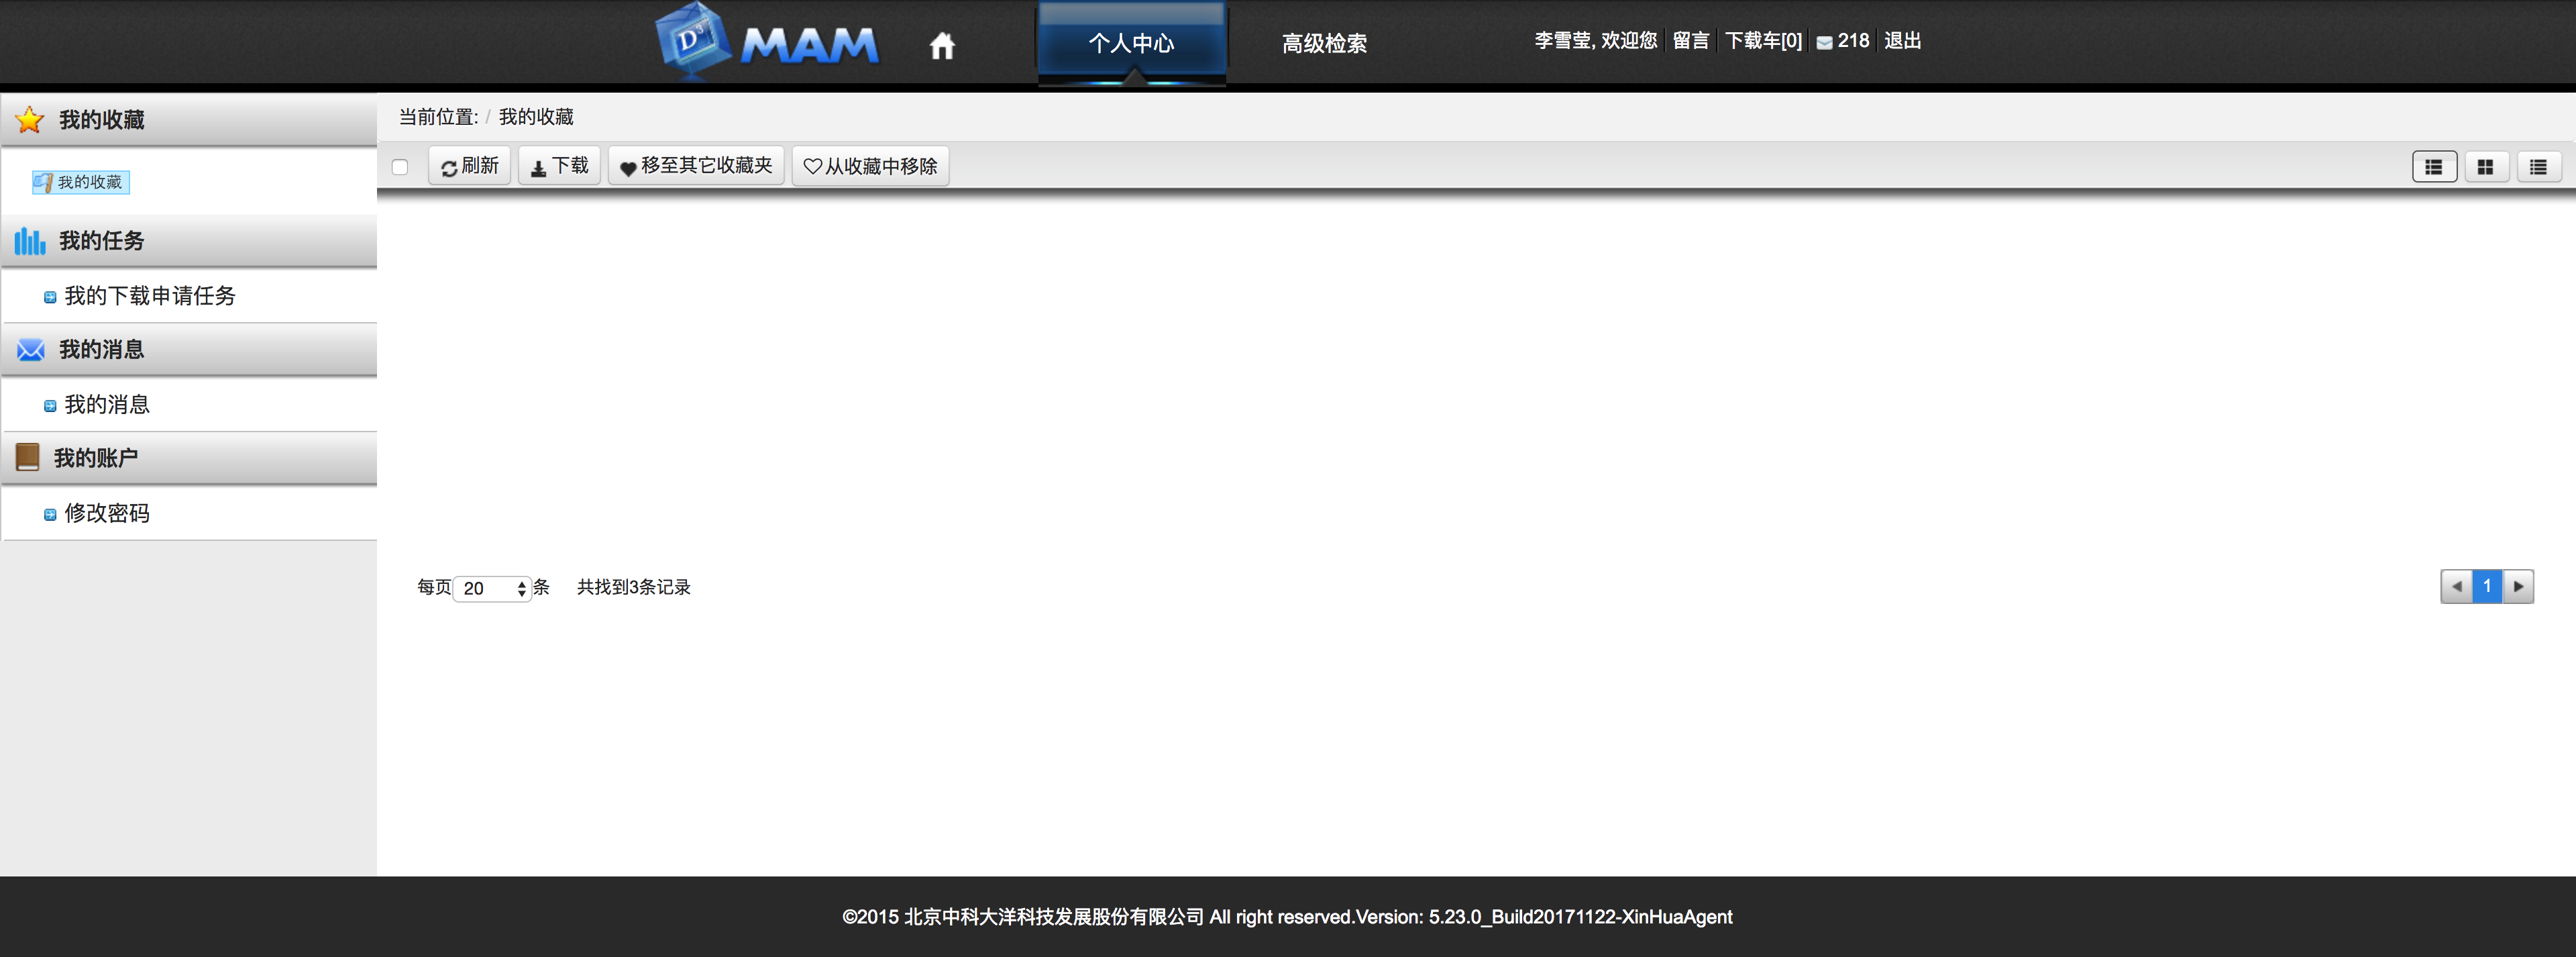 D³ MAM
个人中心
高级检索
李雪莹, 欢迎您 留言 下载车[0] 218 退出
我的收藏
我的收藏
我的任务
我的下载申请任务
我的消息
我的消息
我的账户
修改密码
当前位置: / 我的收藏
刷新 下载 移至其它收藏夹 从收藏中移除
每页 20 条 共找到3条记录
1
©2015 北京中科大洋科技发展股份有限公司 All right reserved.Version: 5.23.0_Build20171122-XinHuaAgent